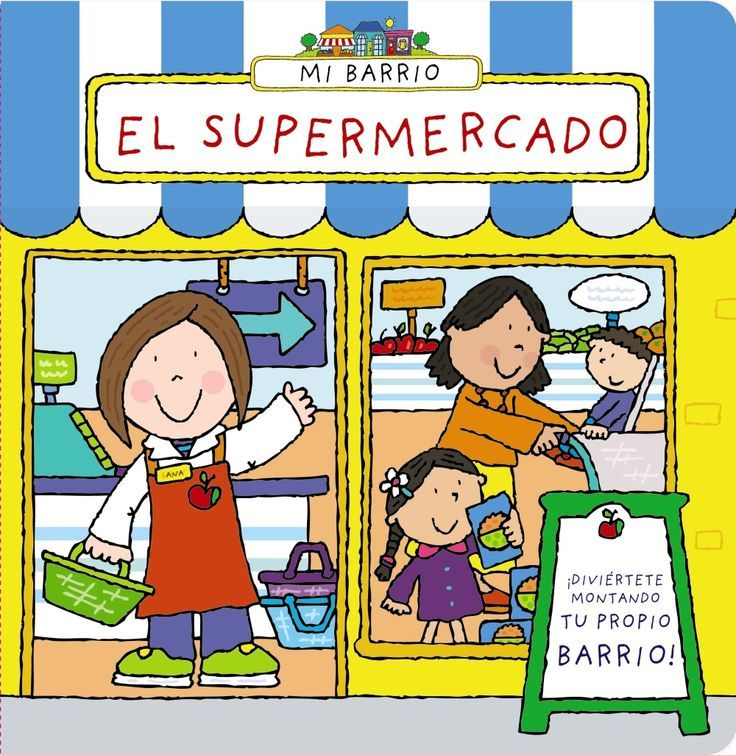 MI BARRIO
EL SUPERMERCADO
ANA
¡DIVIÉRTETE
MONTANDO
TU PROPIO
BARRIO!